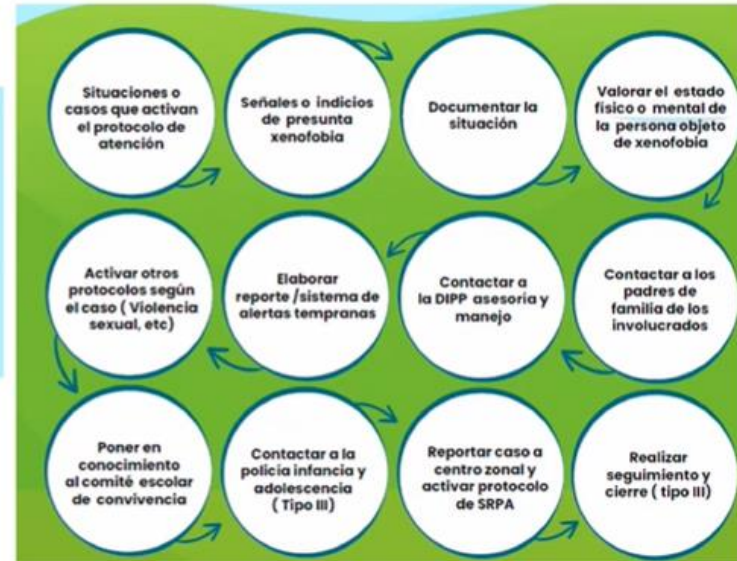 Situaciones o
casos que activan
el protocolo de
atención
Señales o indicios
de presunta
xenofobia
Documentar la
situación
Valorar el estado
físico o mental de
la persona objeto
de xenofobia
Contactar a los
padres de
familia de los
involucrados
Contactar a
la DIPP asesoria y
manejo
Elaborar
reporte /sistema de
alertas tempranas
Activar otros
protocolos según
el caso ( Violencia
sexual, etc)
Poner en
conocimiento
al comité escolar
de convivencia
Contactar a la
policia infancia y
adolescencia
( Tipo III)
Reportar caso a
centro zonal y
activar protocolo
de SRPA
Realizar
seguimiento y
cierre ( tipo III)